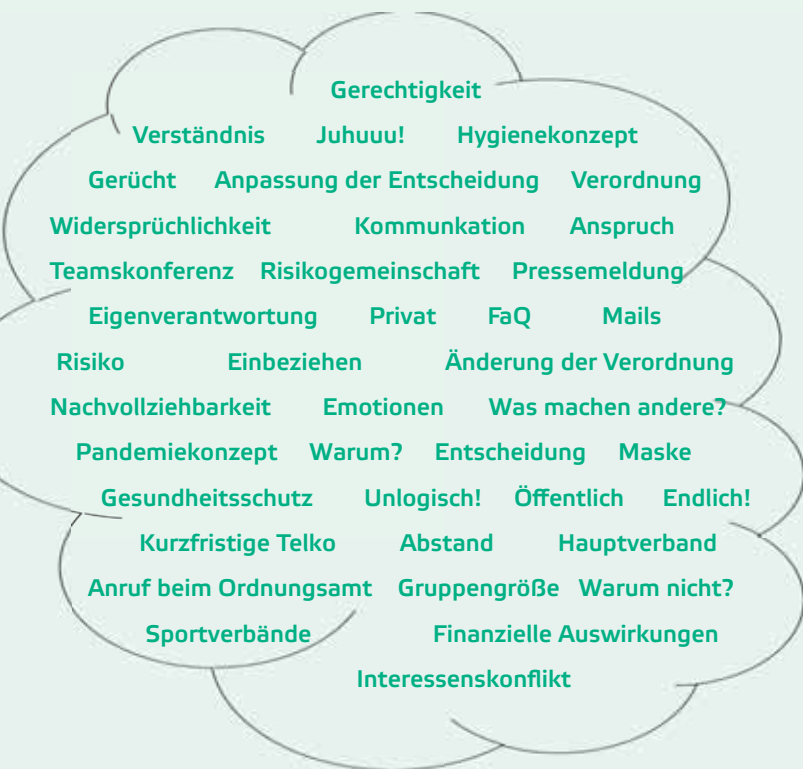 Gerechtigkeit
Verständnis Juhuuu! Hygienekonzept
Gerücht Anpassung der Entscheidung Verordnung
Widersprüchlichkeit Kommunkation Anspruch
Teamskonferenz Risikogemeinschaft Pressemeldung
Eigenverantwortung Privat FaQ Mails
Risiko Einbeziehen Änderung der Verordnung
Nachvollziehbarkeit Emotionen Was machen andere?
Pandemiekonzept Warum? Entscheidung Maske
Gesundheitsschutz Unlogisch! Öffentlich Endlich!
Kurzfristige Telko Abstand Hauptverband
Anruf beim Ordnungsamt Gruppengröße Warum nicht?
Sportverbände Finanzielle Auswirkungen
Interessenskonflikt